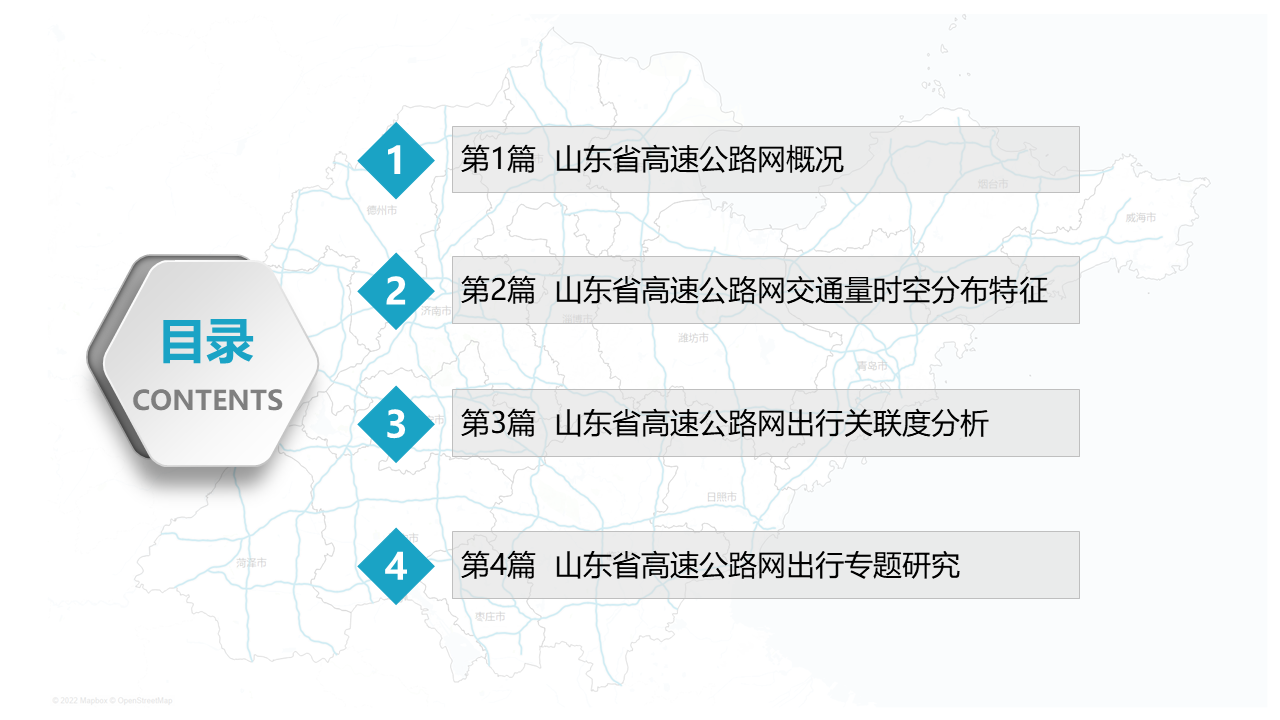 目录
CONTENTS
1
第1篇 山东省高速公路网概况
2
第2篇 山东省高速公路网交通量时空分布特征
3
第3篇 山东省高速公路网出行关联度分析
4
第4篇 山东省高速公路网出行专题研究
德州市
烟台市
威海市
济南市
淄博市
潍坊市
青岛市
日照市
菏泽市
枣庄市
© 2022 Mapbox © OpenStreetMap